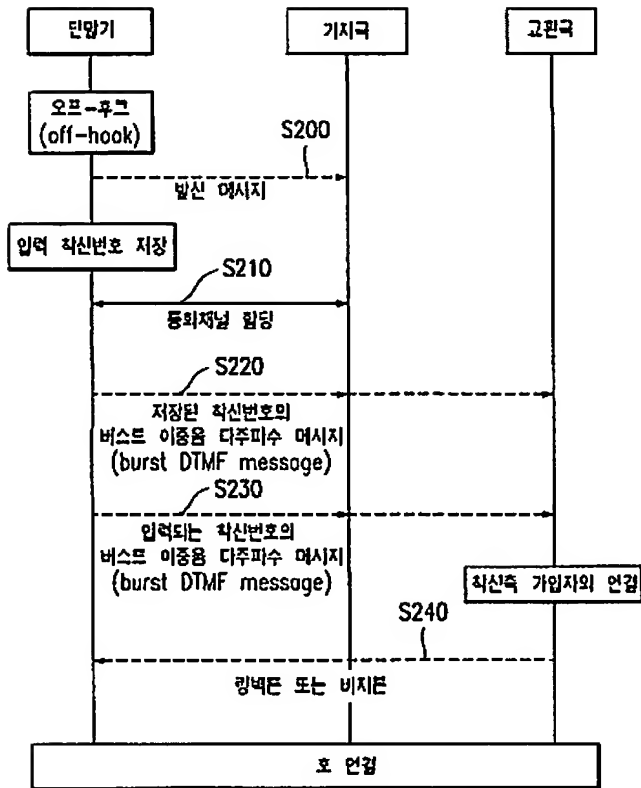 단말기
기지국
교환국
오프-후크
(off-hook)
S200
발신 메시지
입력 착신번호 저장
S210
통화채널 할당
S220
저장된 착신번호의
버스트 이중음 다주파수 메시지
(burst DTMF message)
S230
입력되는 착신번호의
버스트 이중음 다주파수 메시지
(burst DTMF message)
착신측 가입자와 연결
S240
링백톤 또는 비지톤
호 연결